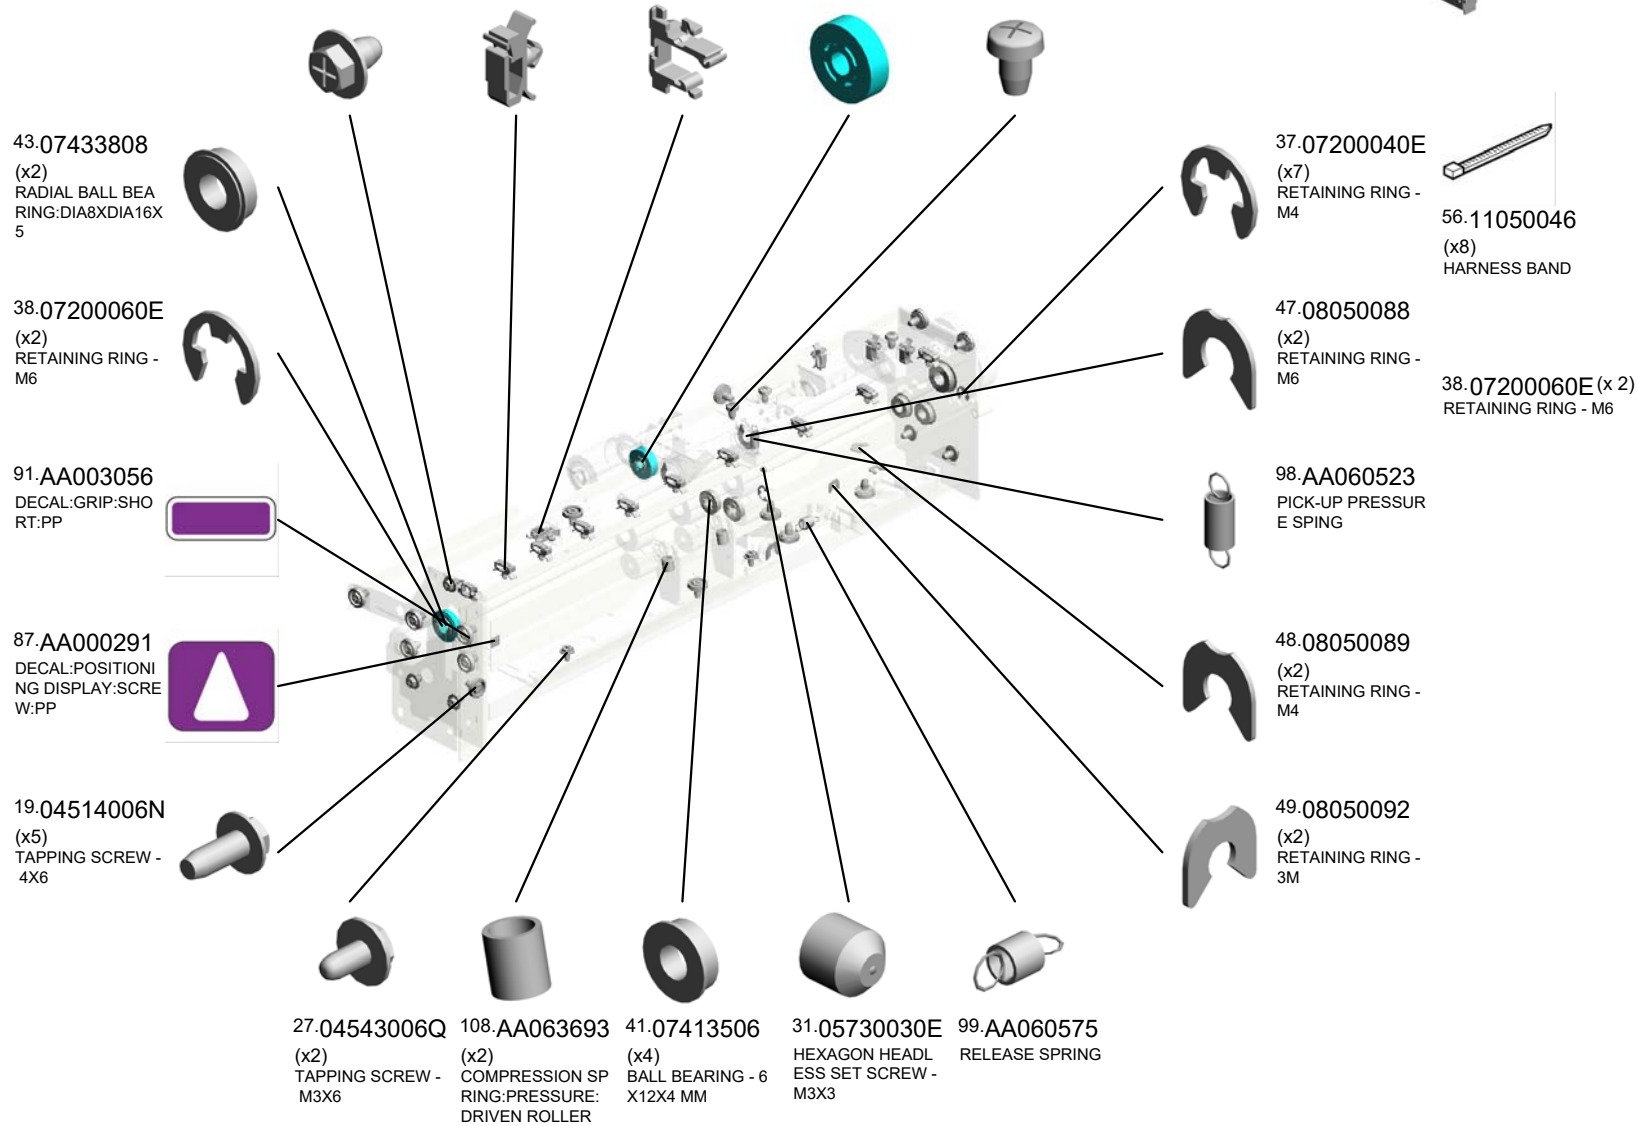 43.07433808
(x2)
RADIAL BALL BEA
RING:DIA8XDIA16X
5
38.07200060E
(x2)
RETAINING RING -
M6
91.AA003056
DECAL:GRIP:SHO
RT:PP
87.AA000291
DECAL:POSITIONI
NG DISPLAY:SCRE
W:PP
19.04514006N
(x5)
TAPPING SCREW -
4X6
27.04543006Q
(x2)
TAPPING SCREW -
M3X6
108.AA063693
(x2)
COMPRESSION SP
RING:PRESSURE:
DRIVEN ROLLER
41.07413506
(x4)
BALL BEARING - 6
X12X4 MM
31.05730030E
HEXAGON HEADL
ESS SET SCREW -
M3X3
99.AA060575
RELEASE SPRING
37.07200040E
(x7)
RETAINING RING -
M4
47.08050088
(x2)
RETAINING RING -
M6
98.AA060523
PICK-UP PRESSUR
E SPING
48.08050089
(x2)
RETAINING RING -
M4
49.08050092
(x2)
RETAINING RING -
3M
56.11050046
(x8)
HARNESS BAND
38.07200060E (x 2)
RETAINING RING - M6